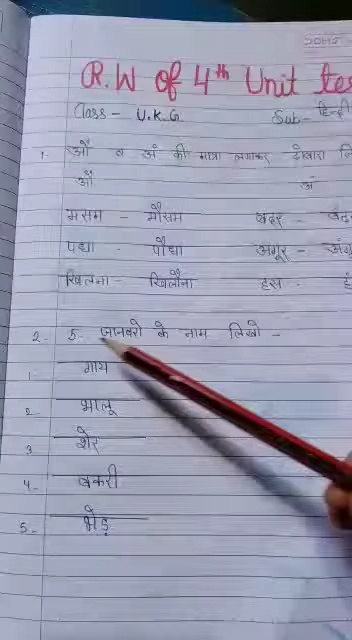 R.W of 4th Unit tes
Class - U.K.G. Sub - हिन्दी
1. औ व अं की मात्रा लगाकर दोबारा लि
औ अं
मसम - मौसम बदर - बंद
पधा - पौधा अगूर - अंगू
खिलना - खिलौना हस - हं
2. 5 जानवरो के नाम लिखो -
1. गाय
2. भालू
3. शेर
4. बकरी
5. भेड़